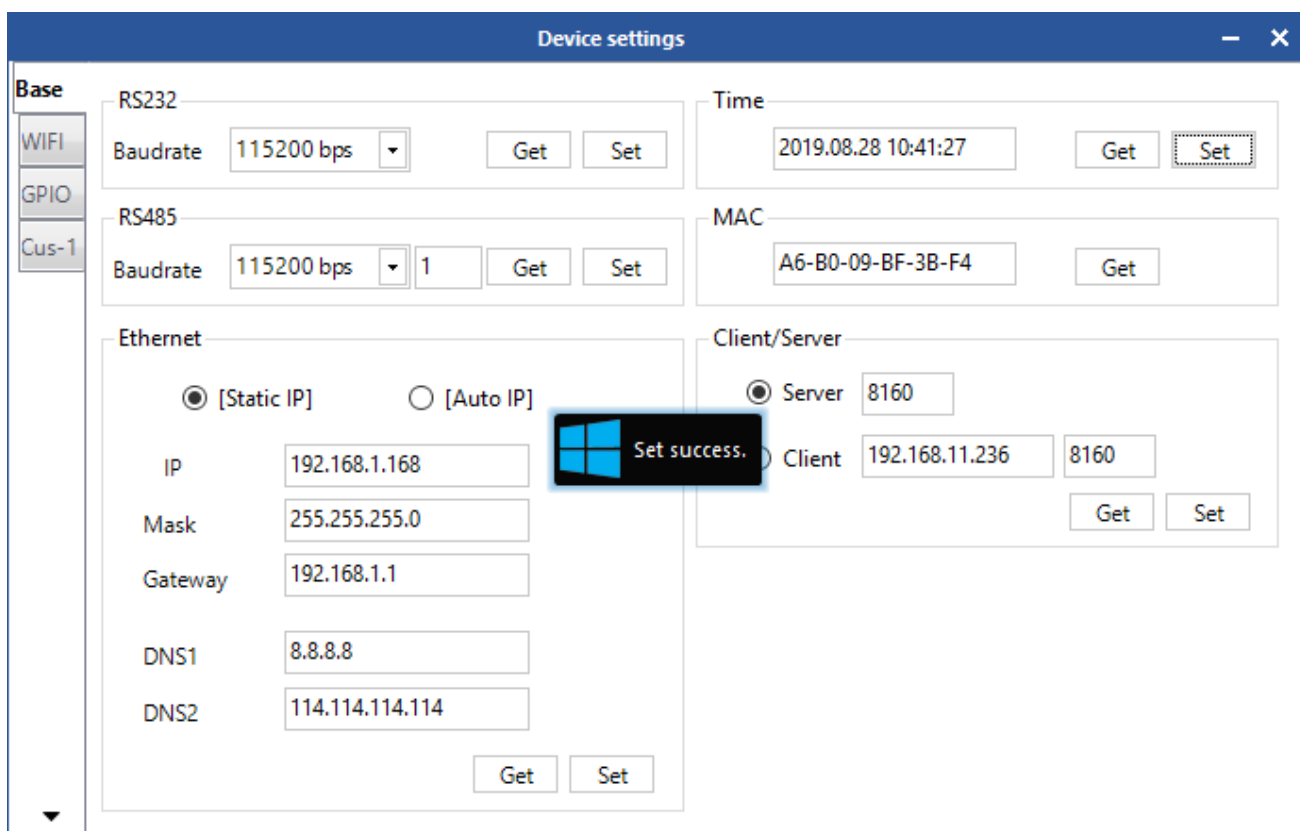 Device settings
Base
WIFI
GPIO
Cus-1
RS232
Baudrate 115200 bps Get Set
RS485
Baudrate 115200 bps 1 Get Set
Ethernet
[Static IP] [Auto IP]
IP 192.168.1.168
Mask 255.255.255.0
Gateway 192.168.1.1
DNS1 8.8.8.8
DNS2 114.114.114.114
Get Set
Time
2019.08.28 10:41:27 Get Set
MAC
A6-B0-09-BF-3B-F4 Get
Client/Server
Server 8160
Client 192.168.11.236 8160
Get Set
Set success.